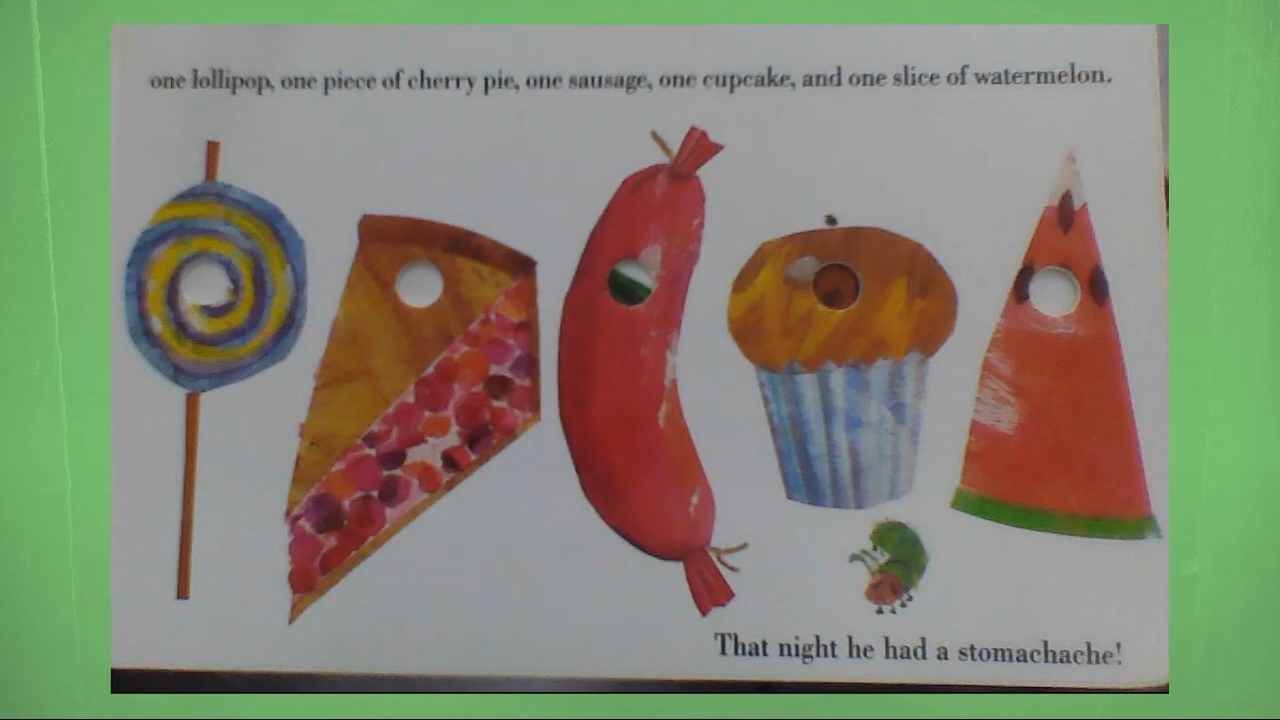 one lollipop, one piece of cherry pie, one sausage, one cupcake, and one slice of watermelon.
That night he had a stomachache!